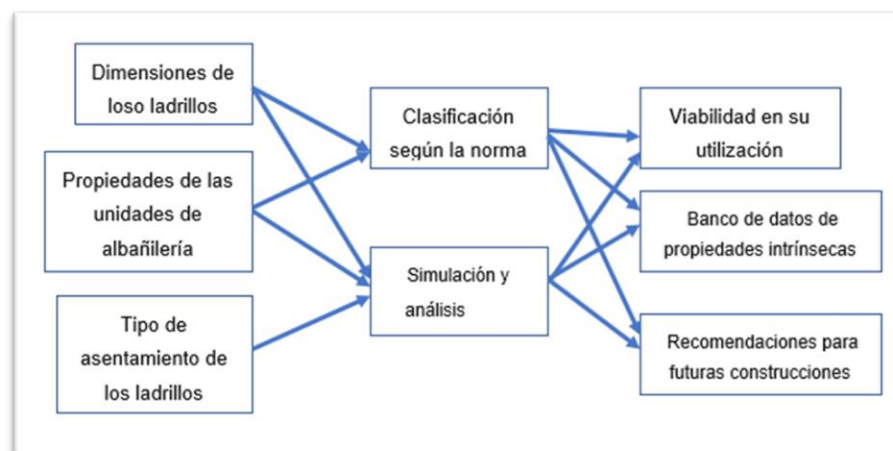 Dimensiones de
loso ladrillos
Propiedades de las
unidades de
albañilería
Tipo de
asentamiento de
los ladrillos
Clasificación
según la norma
Simulación y
análisis
Viabilidad en su
utilización
Banco de datos de
propiedades intrínsecas
Recomendaciones para
futuras construcciones